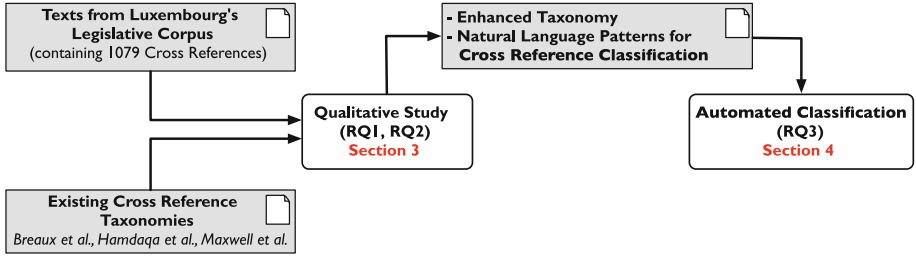 Texts from Luxembourg's
Legislative Corpus
(containing 1079 Cross References)
- Enhanced Taxonomy
- Natural Language Patterns for
Cross Reference Classification
Qualitative Study
(RQ1, RQ2)
Section 3
Automated Classification
(RQ3)
Section 4
Existing Cross Reference
Taxonomies
Breaux et al., Hamdaqa et al., Maxwell et al.